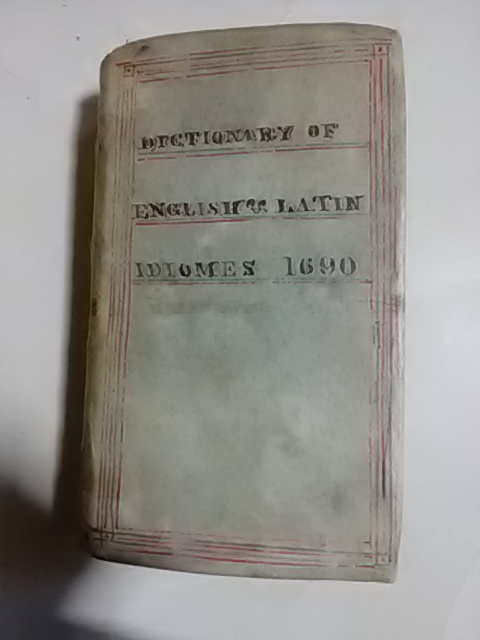 DICTIONARY OF
ENGLISH & LATIN
IDIOMES 1690